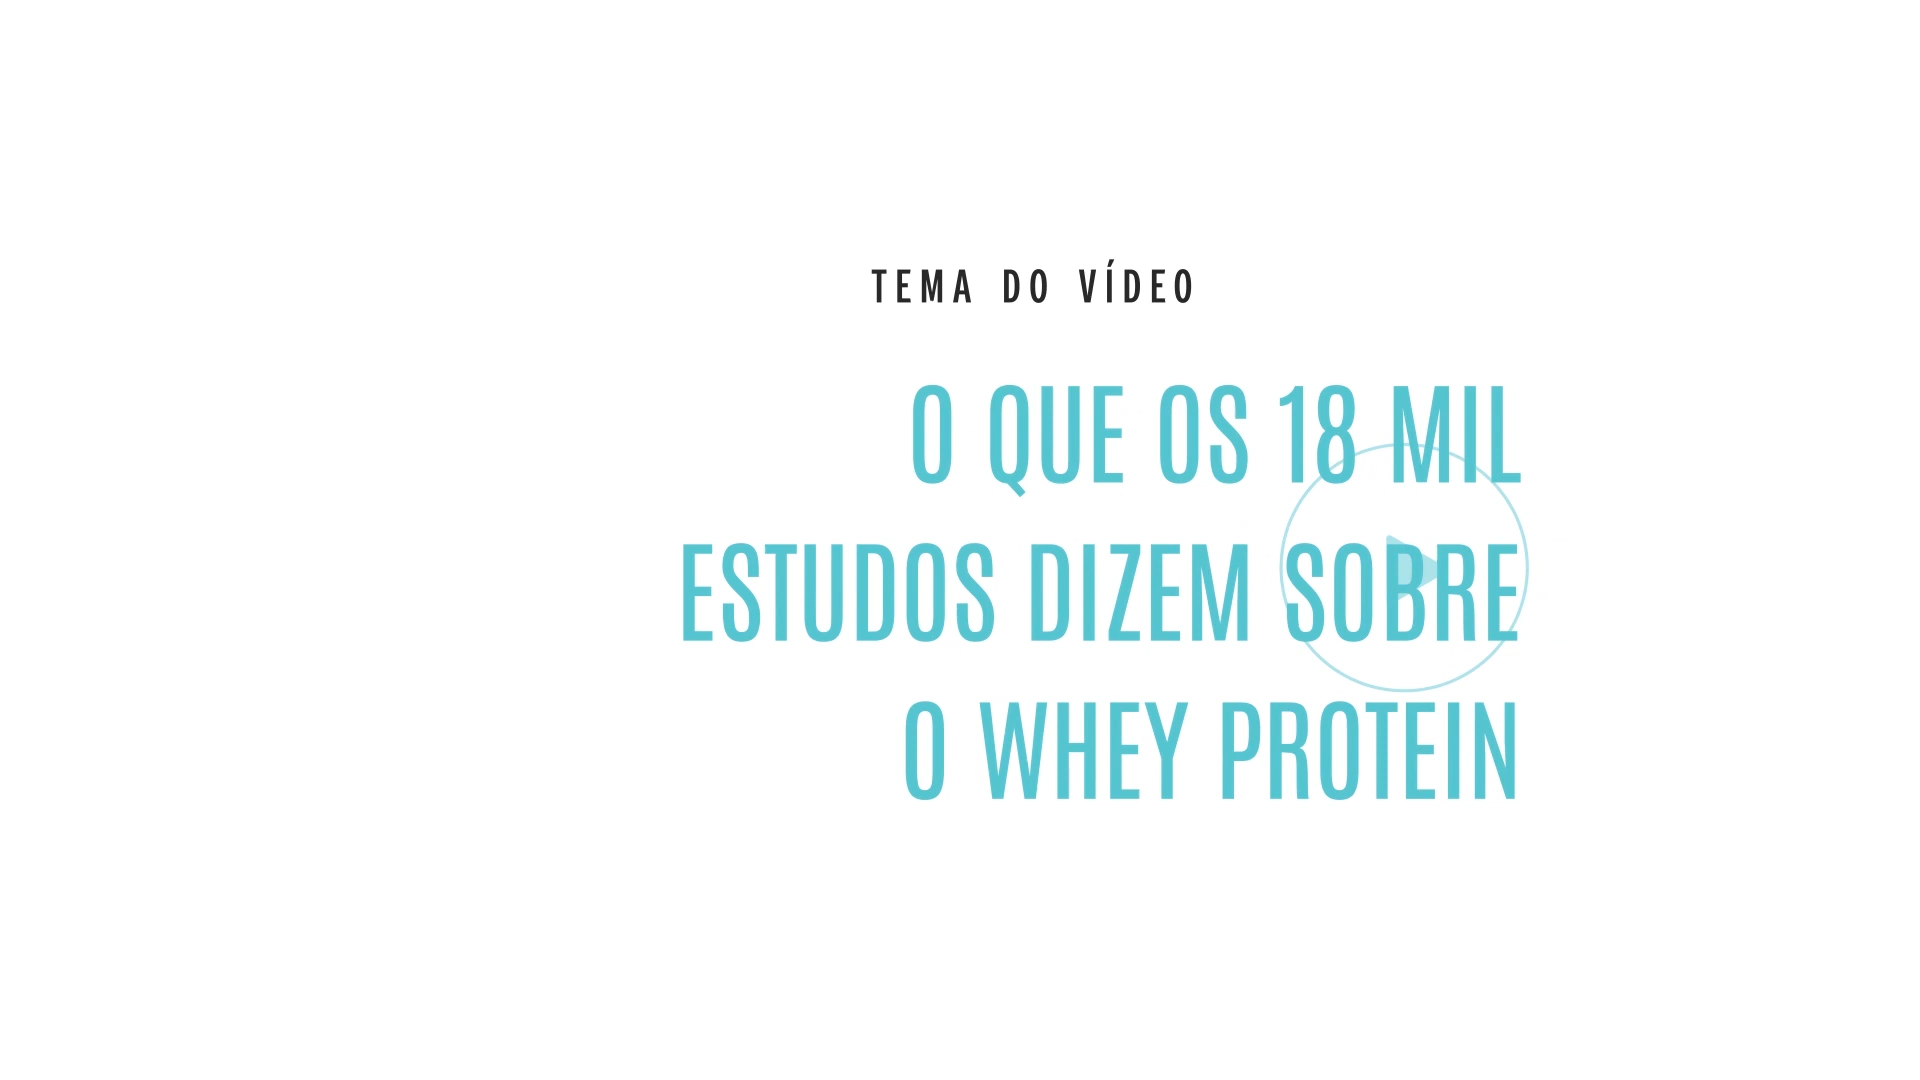 TEMA DO VÍDEO
O QUE OS 18 MIL
ESTUDOS DIZEM SOBRE
O WHEY PROTEIN